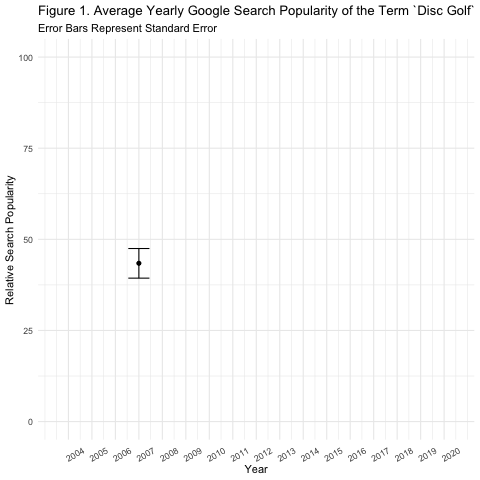 Figure 1. Average Yearly Google Search Popularity of the Term `Disc Golf`
Error Bars Represent Standard Error
100
75
50
25
0
Relative Search Popularity
2004 2005 2006 2007 2008 2009 2010 2011 2012 2013 2014 2015 2016 2017 2018 2019 2020
Year